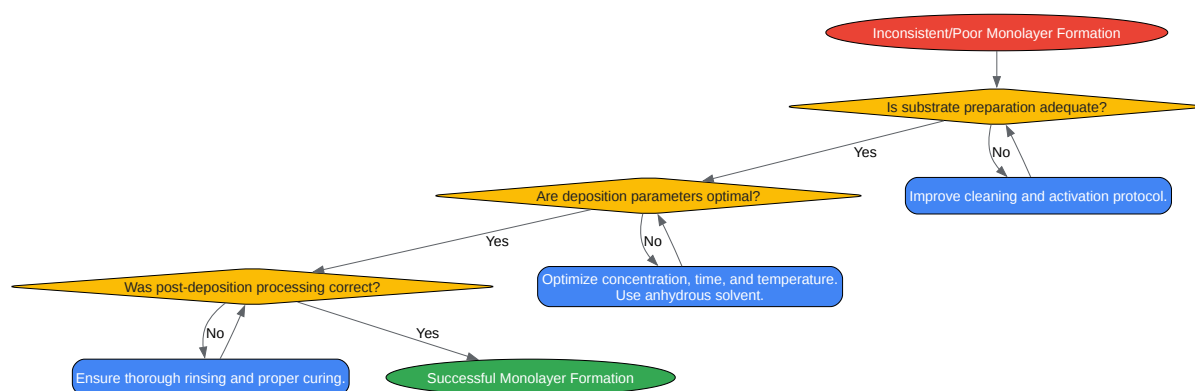 Inconsistent/Poor Monolayer Formation
Is substrate preparation adequate?
Yes
No
Improve cleaning and activation protocol.
Are deposition parameters optimal?
Yes
No
Optimize concentration, time, and temperature.
Use anhydrous solvent.
Was post-deposition processing correct?
No
Yes
Ensure thorough rinsing and proper curing.
Successful Monolayer Formation